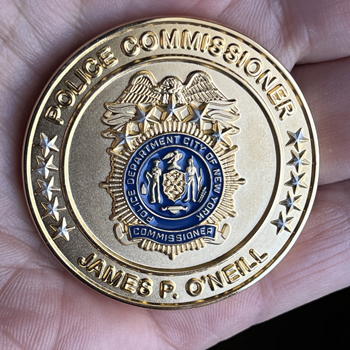 POLICE COMMISSIONER
POLICE DEPARTMENT CITY OF NEW YORK
COMMISSIONER
JAMES P. O'NEILL